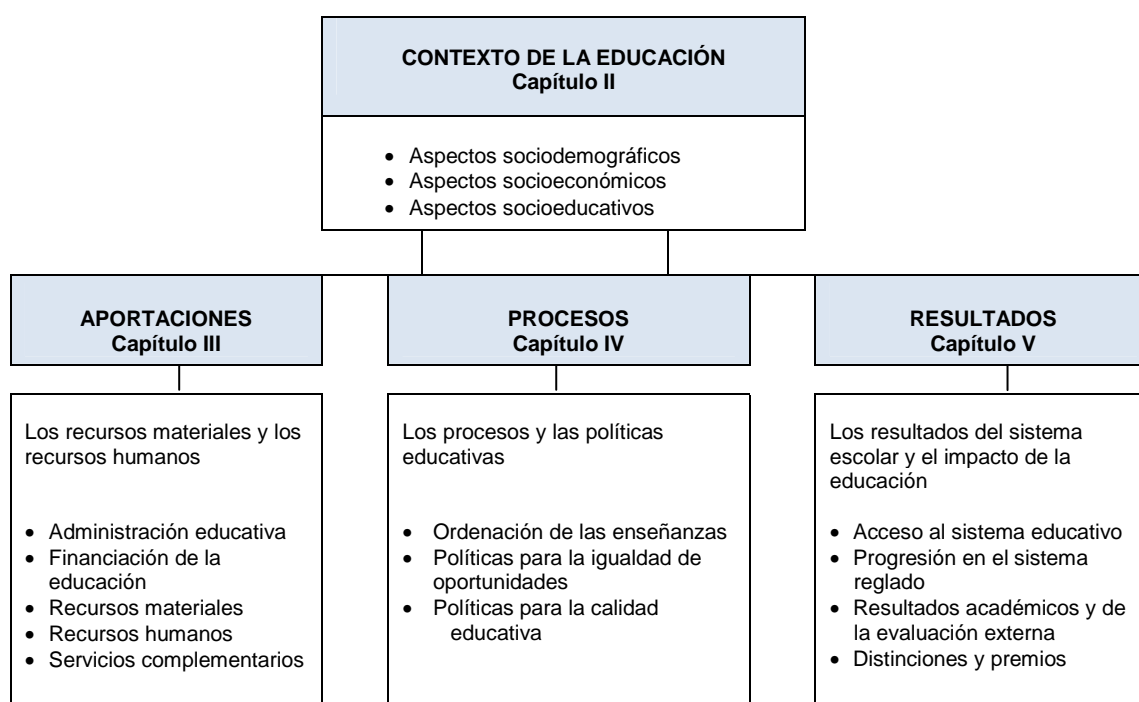 CONTEXTO DE LA EDUCACIÓN
Capítulo II
• Aspectos sociodemográficos
• Aspectos socioeconómicos
• Aspectos socioeducativos
APORTACIONES
Capítulo III
Los recursos materiales y los
recursos humanos
• Administración educativa
• Financiación de la
educación
• Recursos materiales
• Recursos humanos
• Servicios complementarios
PROCESOS
Capítulo IV
Los procesos y las políticas
educativas
• Ordenación de las enseñanzas
• Políticas para la igualdad de
oportunidades
• Políticas para la calidad
educativa
RESULTADOS
Capítulo V
Los resultados del sistema
escolar y el impacto de la
educación
• Acceso al sistema educativo
• Progresión en el sistema
reglado
• Resultados académicos y de
la evaluación externa
• Distinciones y premios